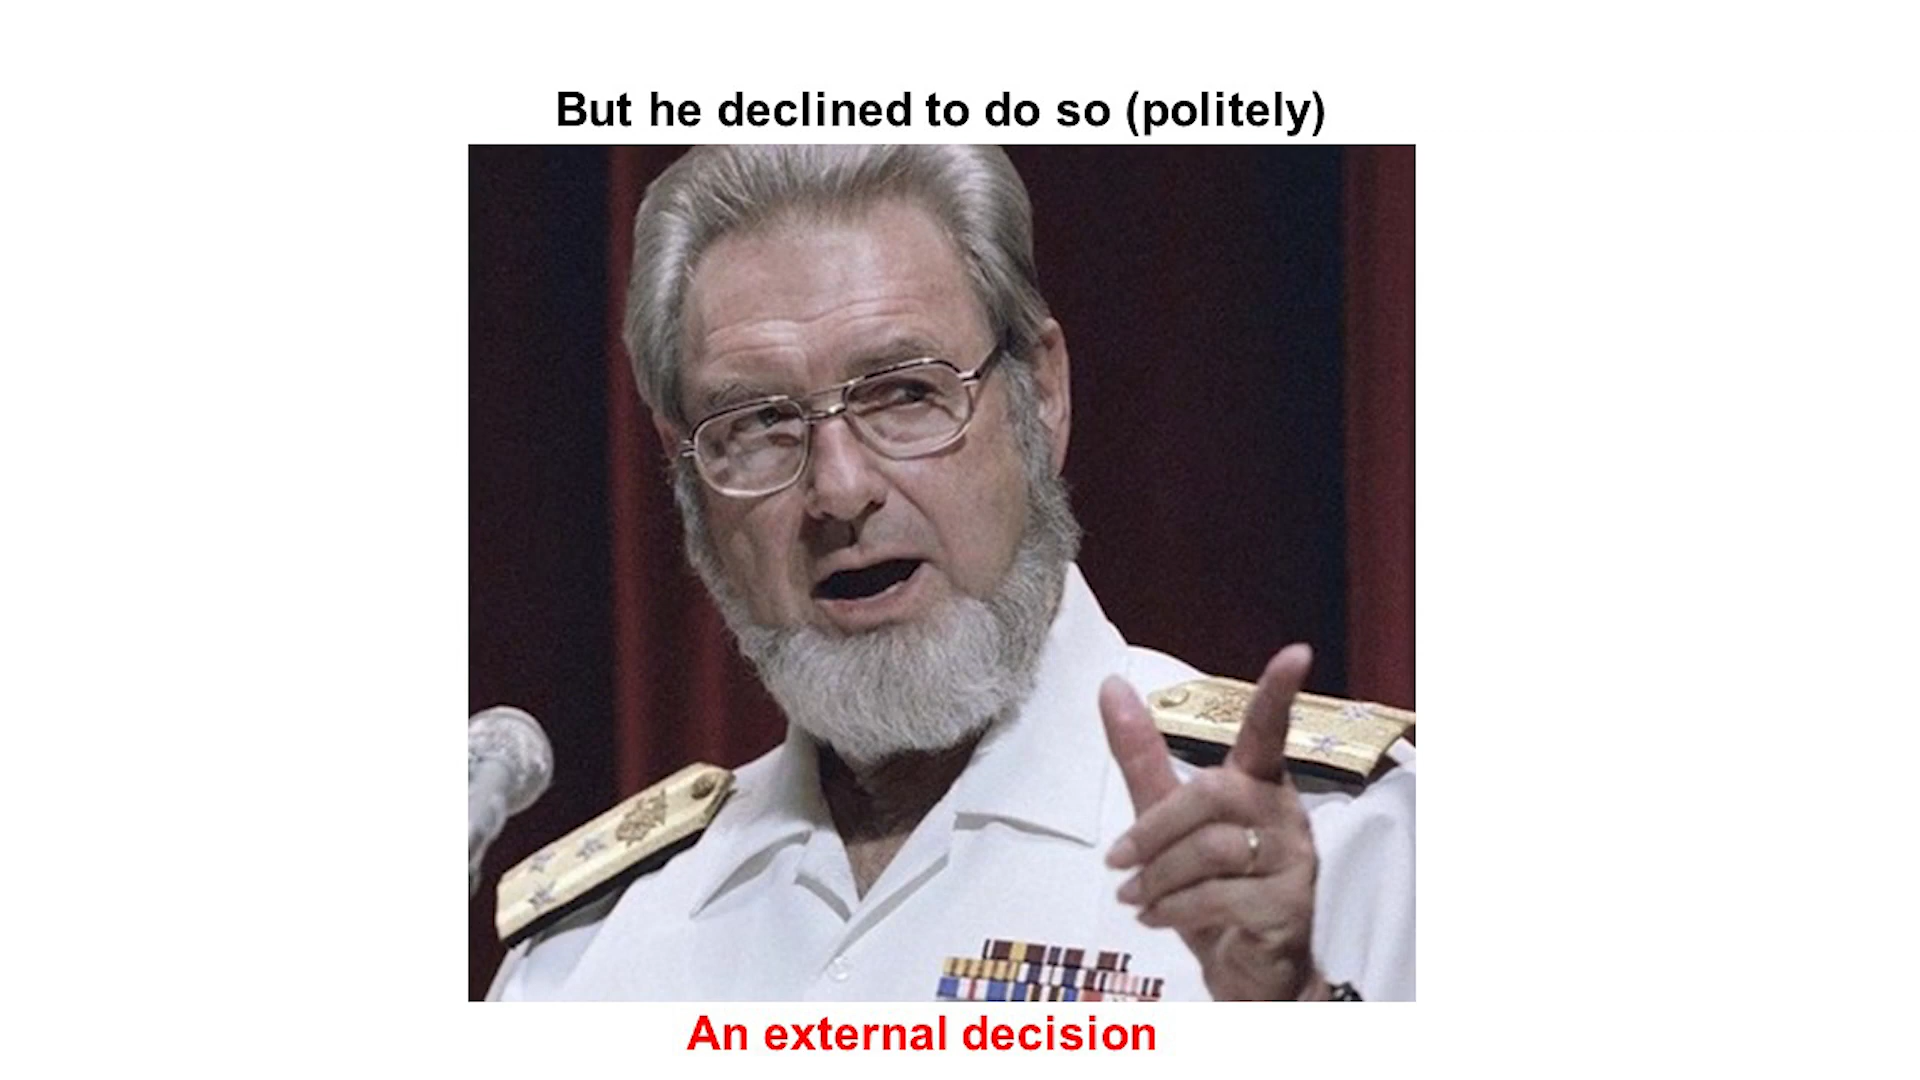 But he declined to do so (politely)
An external decision